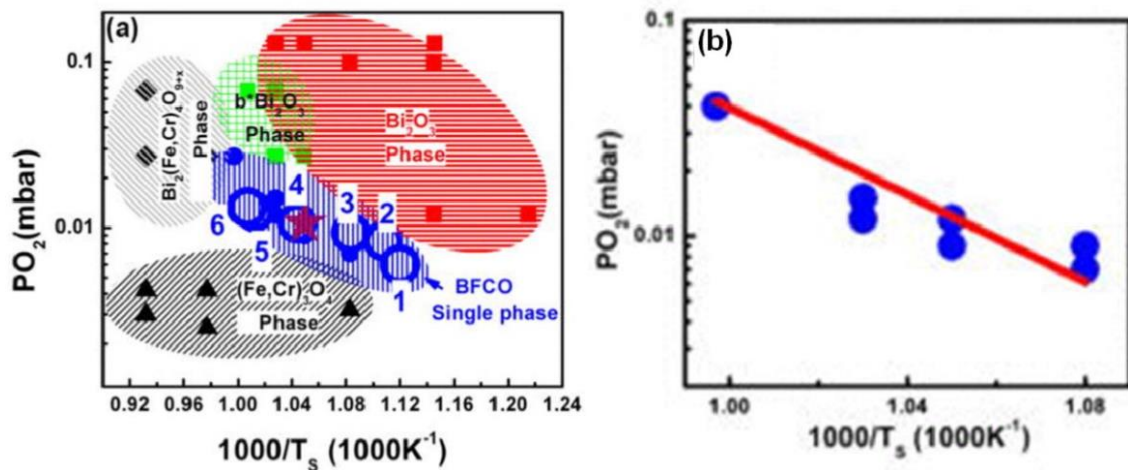 (a)
0.1
0.01
PO₂(mbar)
Bi₂(Fe,Cr)₄O₉₊ₓ
Phase
b*Bi₂O₃
Phase
Bi₂O₃
Phase
6
5
4
3
2
1
BFCO
Single phase
(Fe,Cr)₃O₄
Phase
0.92 0.96 1.00 1.04 1.08 1.12 1.16 1.20 1.24
1000/Tₛ (1000K⁻¹)
(b)
0.1
0.01
PO₂(mbar)
1.00 1.04 1.08
1000/Tₛ (1000K⁻¹)